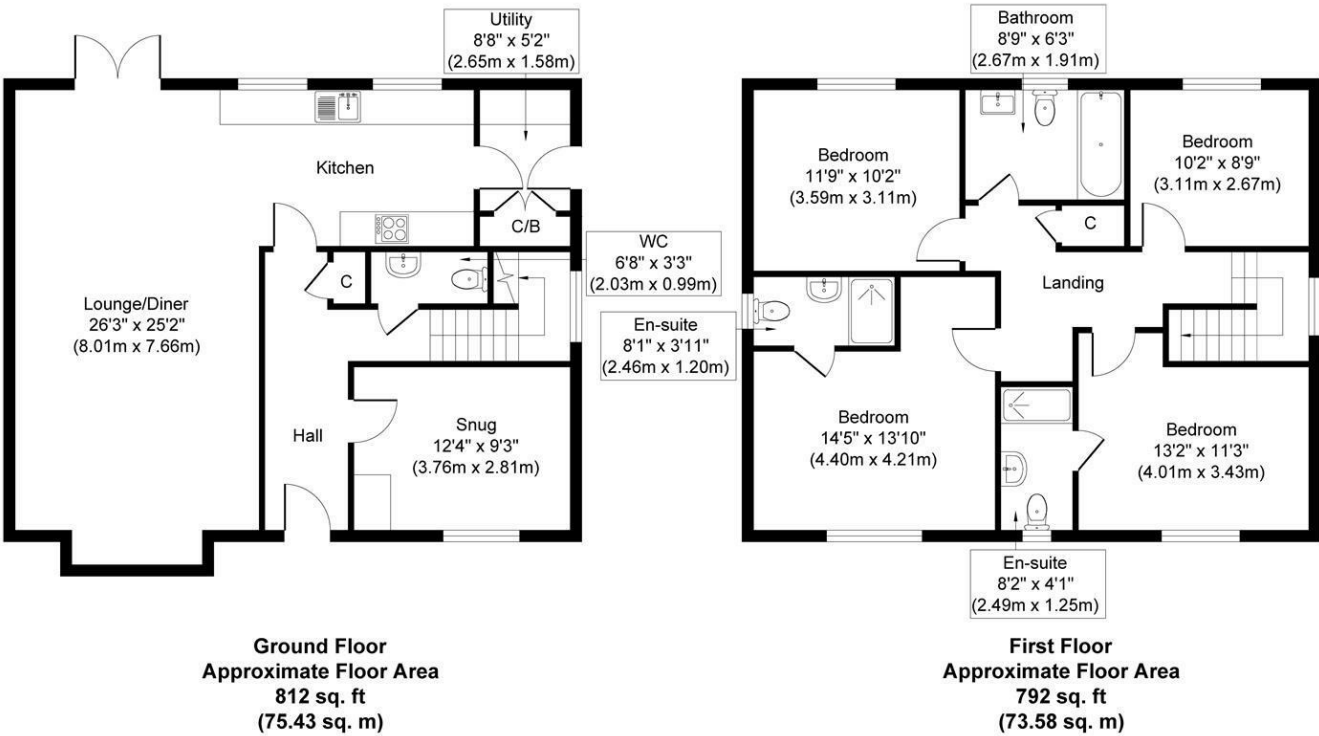 Utility
8'8" x 5'2"
(2.65m x 1.58m)
Kitchen
C/B
WC
6'8" x 3'3"
(2.03m x 0.99m)
C
Lounge/Diner
26'3" x 25'2"
(8.01m x 7.66m)
Hall
Snug
12'4" x 9'3"
(3.76m x 2.81m)
Ground Floor
Approximate Floor Area
812 sq. ft
(75.43 sq. m)
Bathroom
8'9" x 6'3"
(2.67m x 1.91m)
Bedroom
11'9" x 10'2"
(3.59m x 3.11m)
Bedroom
10'2" x 8'9"
(3.11m x 2.67m)
C
Landing
En-suite
8'1" x 3'11"
(2.46m x 1.20m)
Bedroom
14'5" x 13'10"
(4.40m x 4.21m)
Bedroom
13'2" x 11'3"
(4.01m x 3.43m)
En-suite
8'2" x 4'1"
(2.49m x 1.25m)
First Floor
Approximate Floor Area
792 sq. ft
(73.58 sq. m)